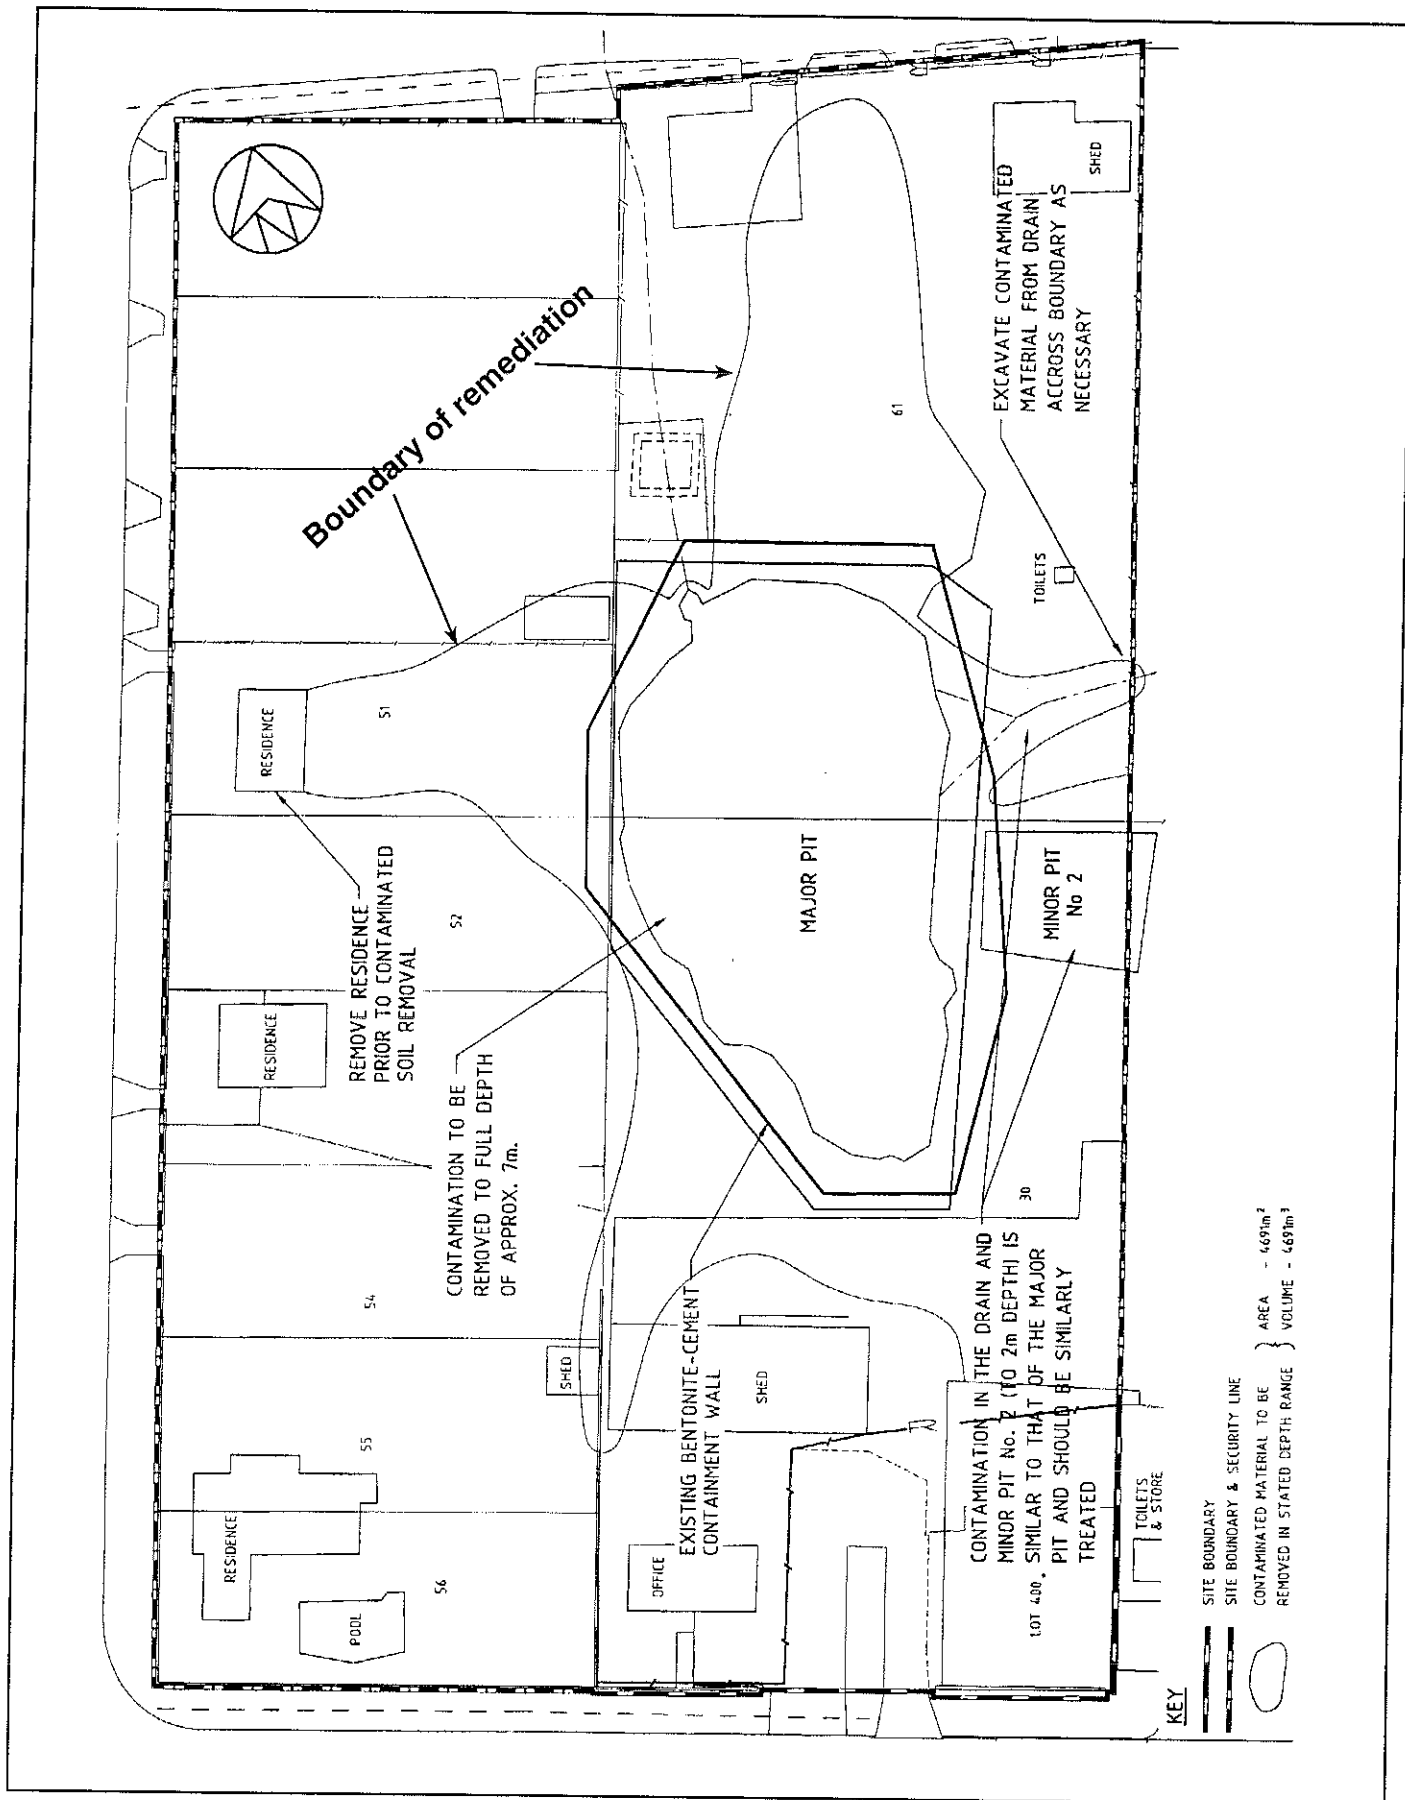 Boundary of remediation
RESIDENCE
51
REMOVE RESIDENCE
PRIOR TO CONTAMINATED
SOIL REMOVAL
52
RESIDENCE
CONTAMINATION TO BE
REMOVED TO FULL DEPTH
OF APPROX. 7m.
54
SHED
55
RESIDENCE
POOL
56
SHED
EXCAVATE CONTAMINATED
MATERIAL FROM DRAIN
ACCROSS BOUNDARY AS
NECESSARY
61
TOILETS
MAJOR PIT
MINOR PIT
No 2
30
EXISTING BENTONITE-CEMENT
CONTAINMENT WALL
SHED
OFFICE
CONTAMINATION IN THE DRAIN AND
MINOR PIT No. 2 (TO 2m DEPTH) IS
SIMILAR TO THAT OF THE MAJOR
PIT AND SHOULD BE SIMILARLY
TREATED
LOT 400.
TOILETS
& STORE
KEY
SITE BOUNDARY
SITE BOUNDARY & SECURITY LINE
CONTAMINATED MATERIAL TO BE } AREA - 4691m²
REMOVED IN STATED DEPTH RANGE } VOLUME - 4691m³